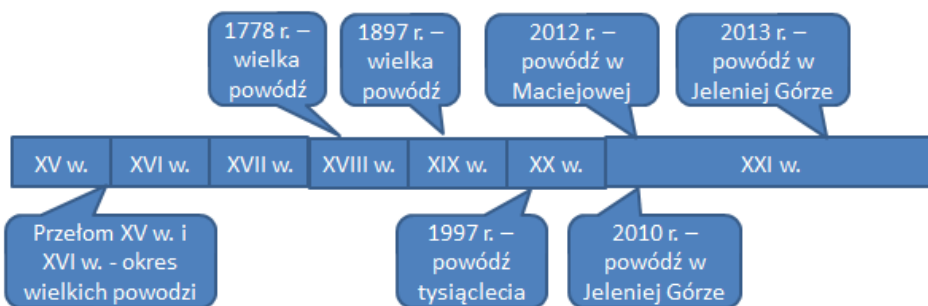 1778 r. –
wielka
powódź
1897 r. –
wielka
powódź
2012 r. –
powódź w
Maciejowej
2013 r. –
powódź w
Jeleniej Górze
XV w.
XVI w.
XVII w.
XVIII w.
XIX w.
XX w.
XXI w.
Przełom XV w. i
XVI w. - okres
wielkich powodzi
1997 r. –
powódź
tysiąclecia
2010 r. –
powódź w
Jeleniej Górze